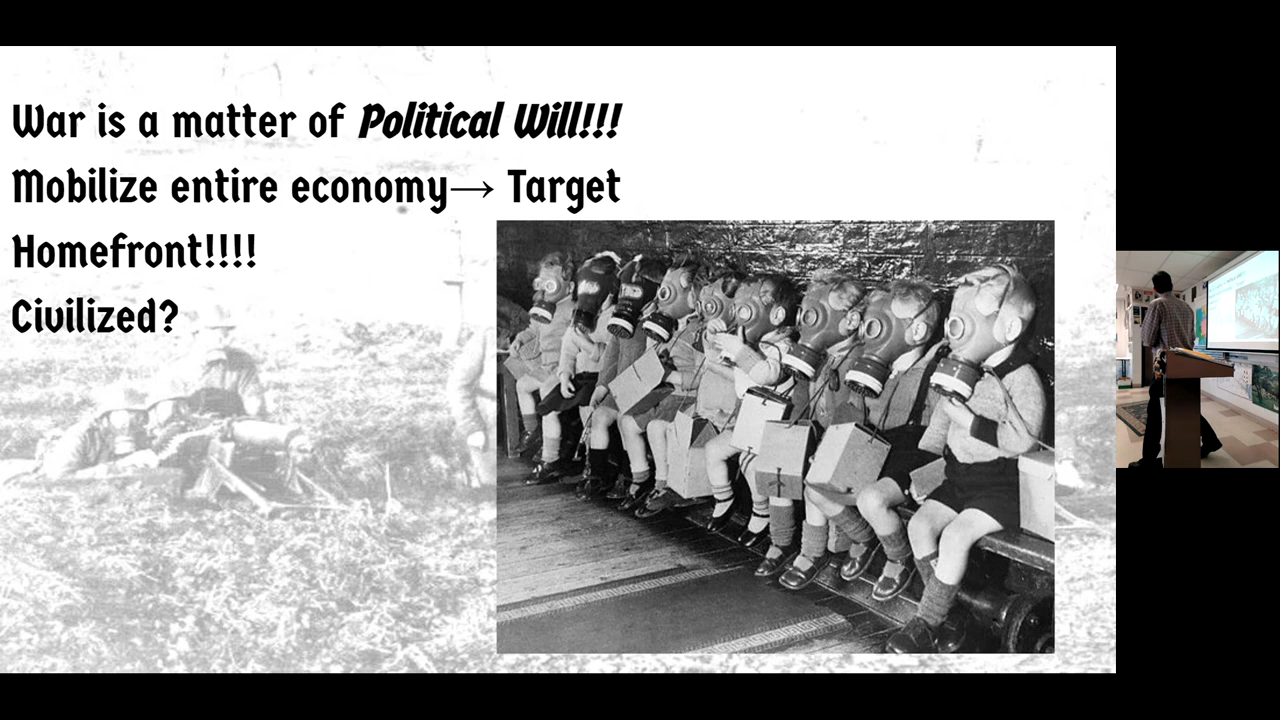 War is a matter of Political Will!!!
Mobilize entire economy→ Target
Homefront!!!!
Civilized?